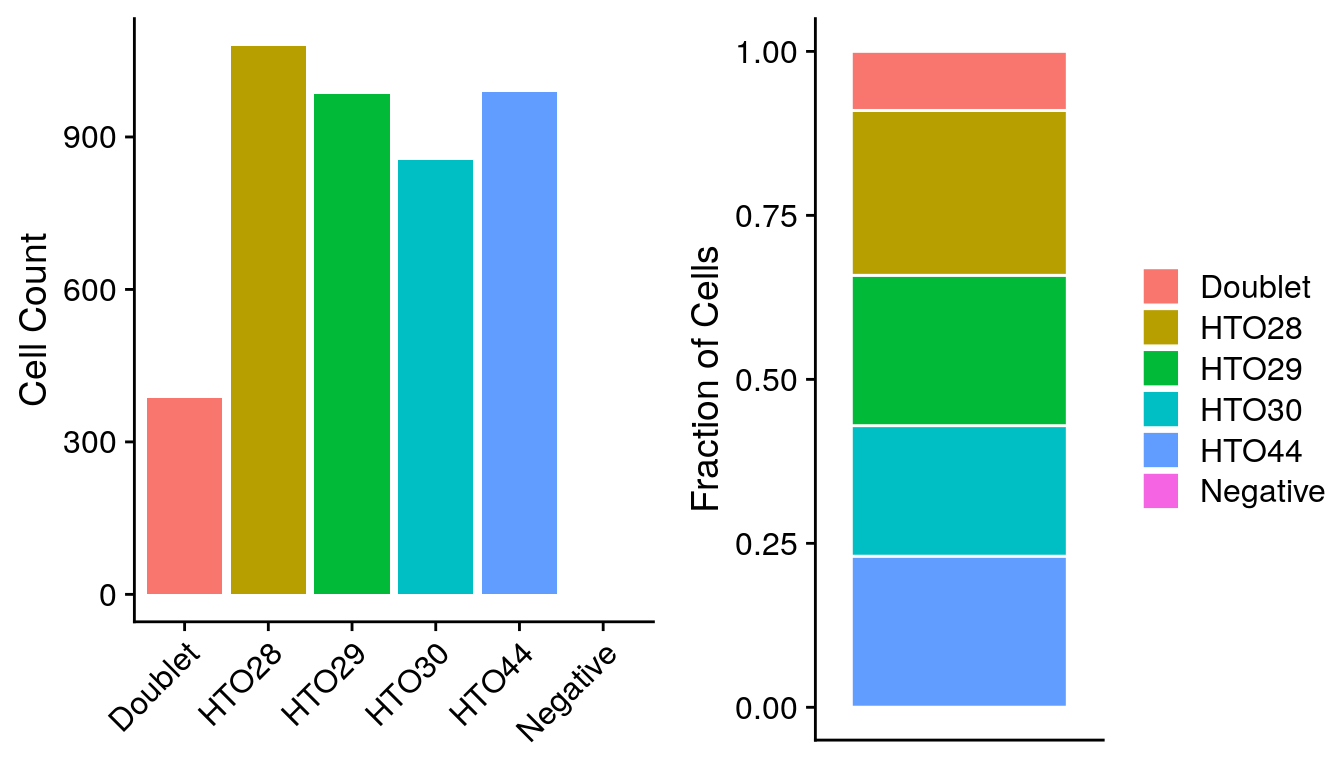 Cell Count
900
600
300
0
Doublet
HTO28
HTO29
HTO30
HTO44
Negative
Fraction of Cells
1.00
0.75
0.50
0.25
0.00
Doublet
HTO28
HTO29
HTO30
HTO44
Negative